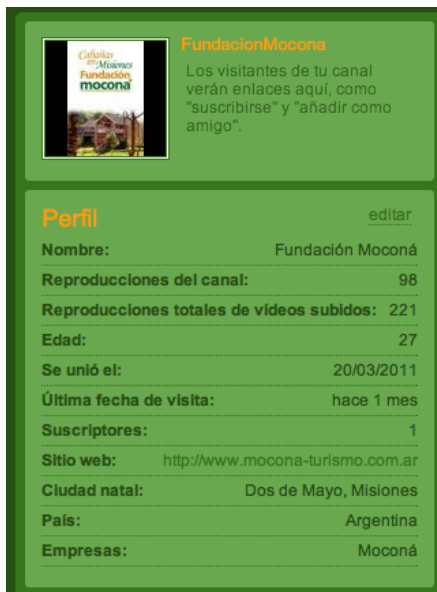 Cabañas
en Misiones
Fundación
mocona
FundacionMocona
Los visitantes de tu canal
verán enlaces aquí, como
"suscribirse" y "añadir como
amigo".
Perfil editar
Nombre: Fundación Moconá
Reproducciones del canal: 98
Reproducciones totales de vídeos subidos: 221
Edad: 27
Se unió el: 20/03/2011
Última fecha de visita: hace 1 mes
Suscriptores: 1
Sitio web: http://www.mocona-turismo.com.ar
Ciudad natal: Dos de Mayo, Misiones
País: Argentina
Empresas: Moconá